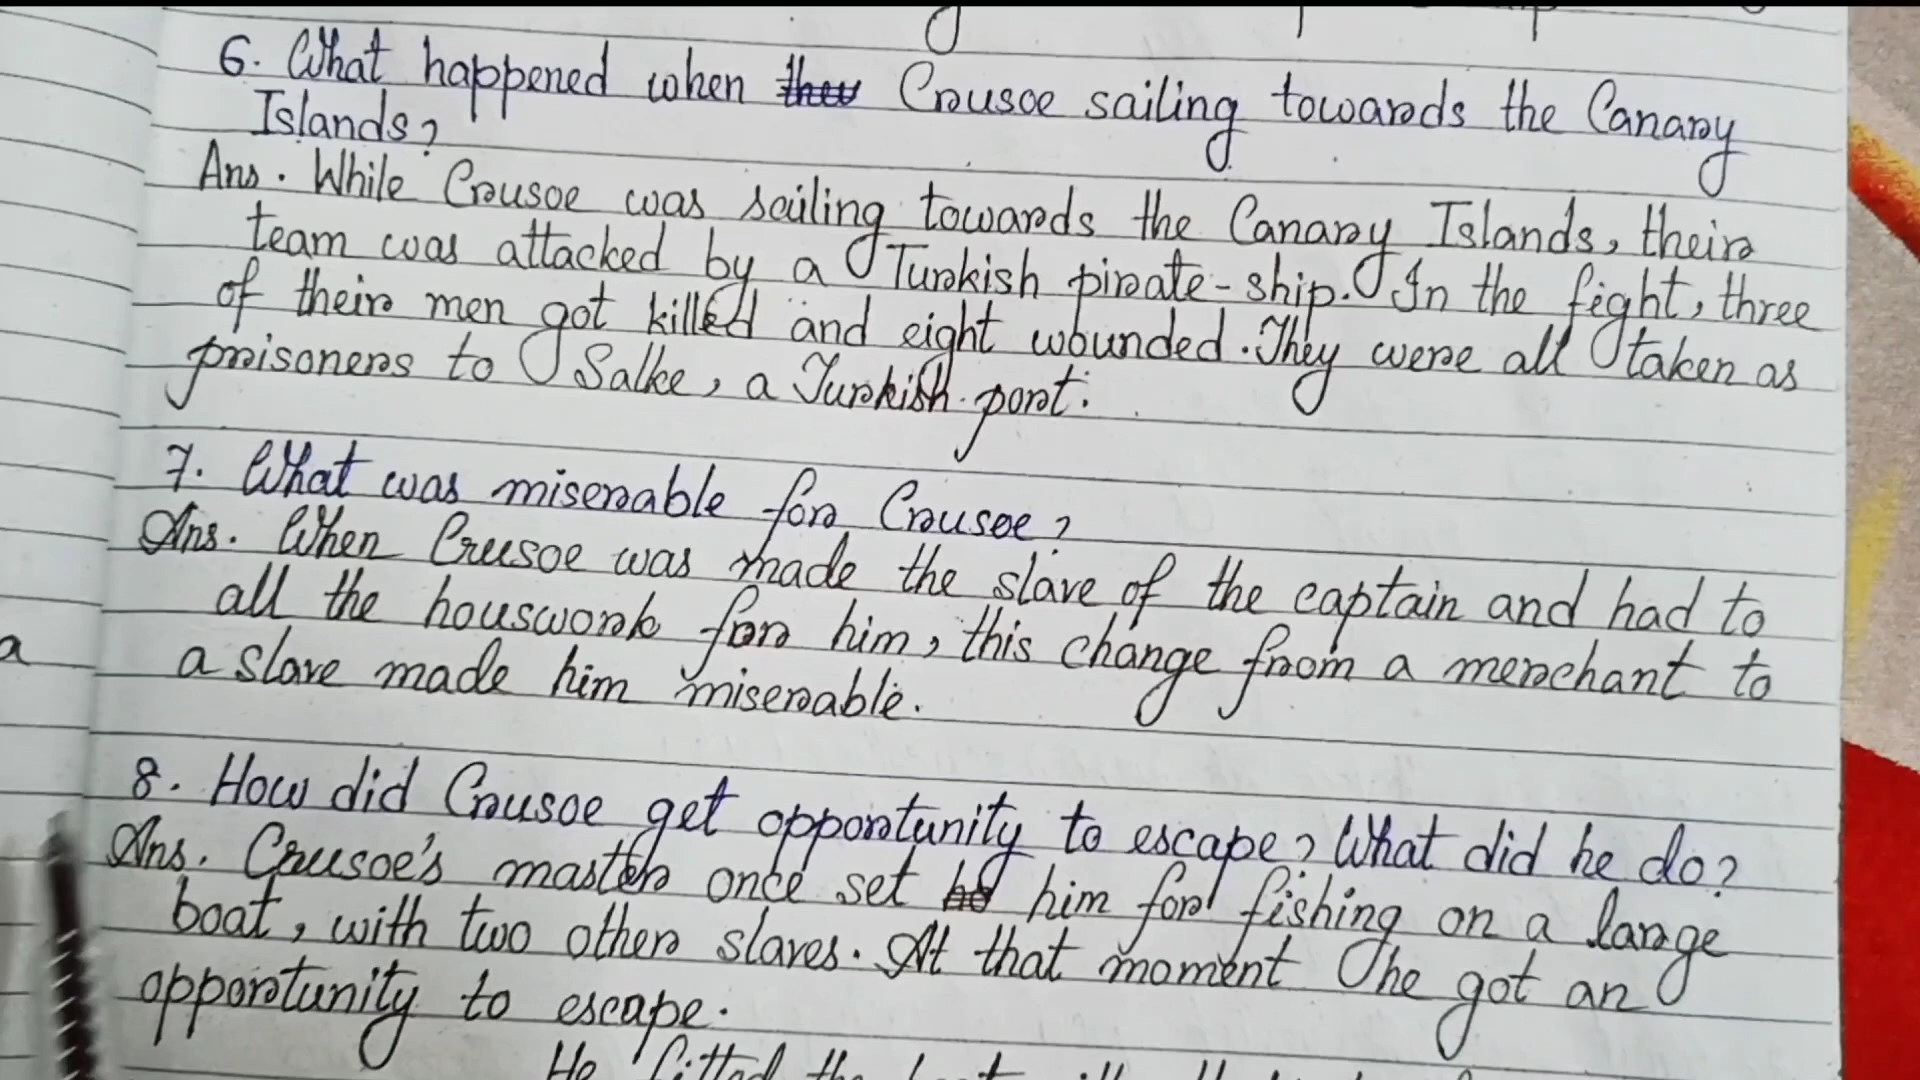 6. What happened when they Crusoe sailing towards the Canary
Islands?
Ans. While Crusoe was sailing towards the Canary Islands, their
team was attacked by a Turkish pirate-ship. In the fight, three
of their men got killed and eight wounded. They were all taken as
prisoners to Salke, a Turkish port.
7. What was miserable for Crusoe?
Ans. When Crusoe was made the slave of the captain and had to
all the houswork for him, this change from a merchant to
a slave made him miserable.
8. How did Crusoe get opportunity to escape? What did he do?
Ans. Crusoe's master once set him for fishing on a large
boat, with two other slaves. At that moment he got an
opportunity to escape.
He fitted the
a